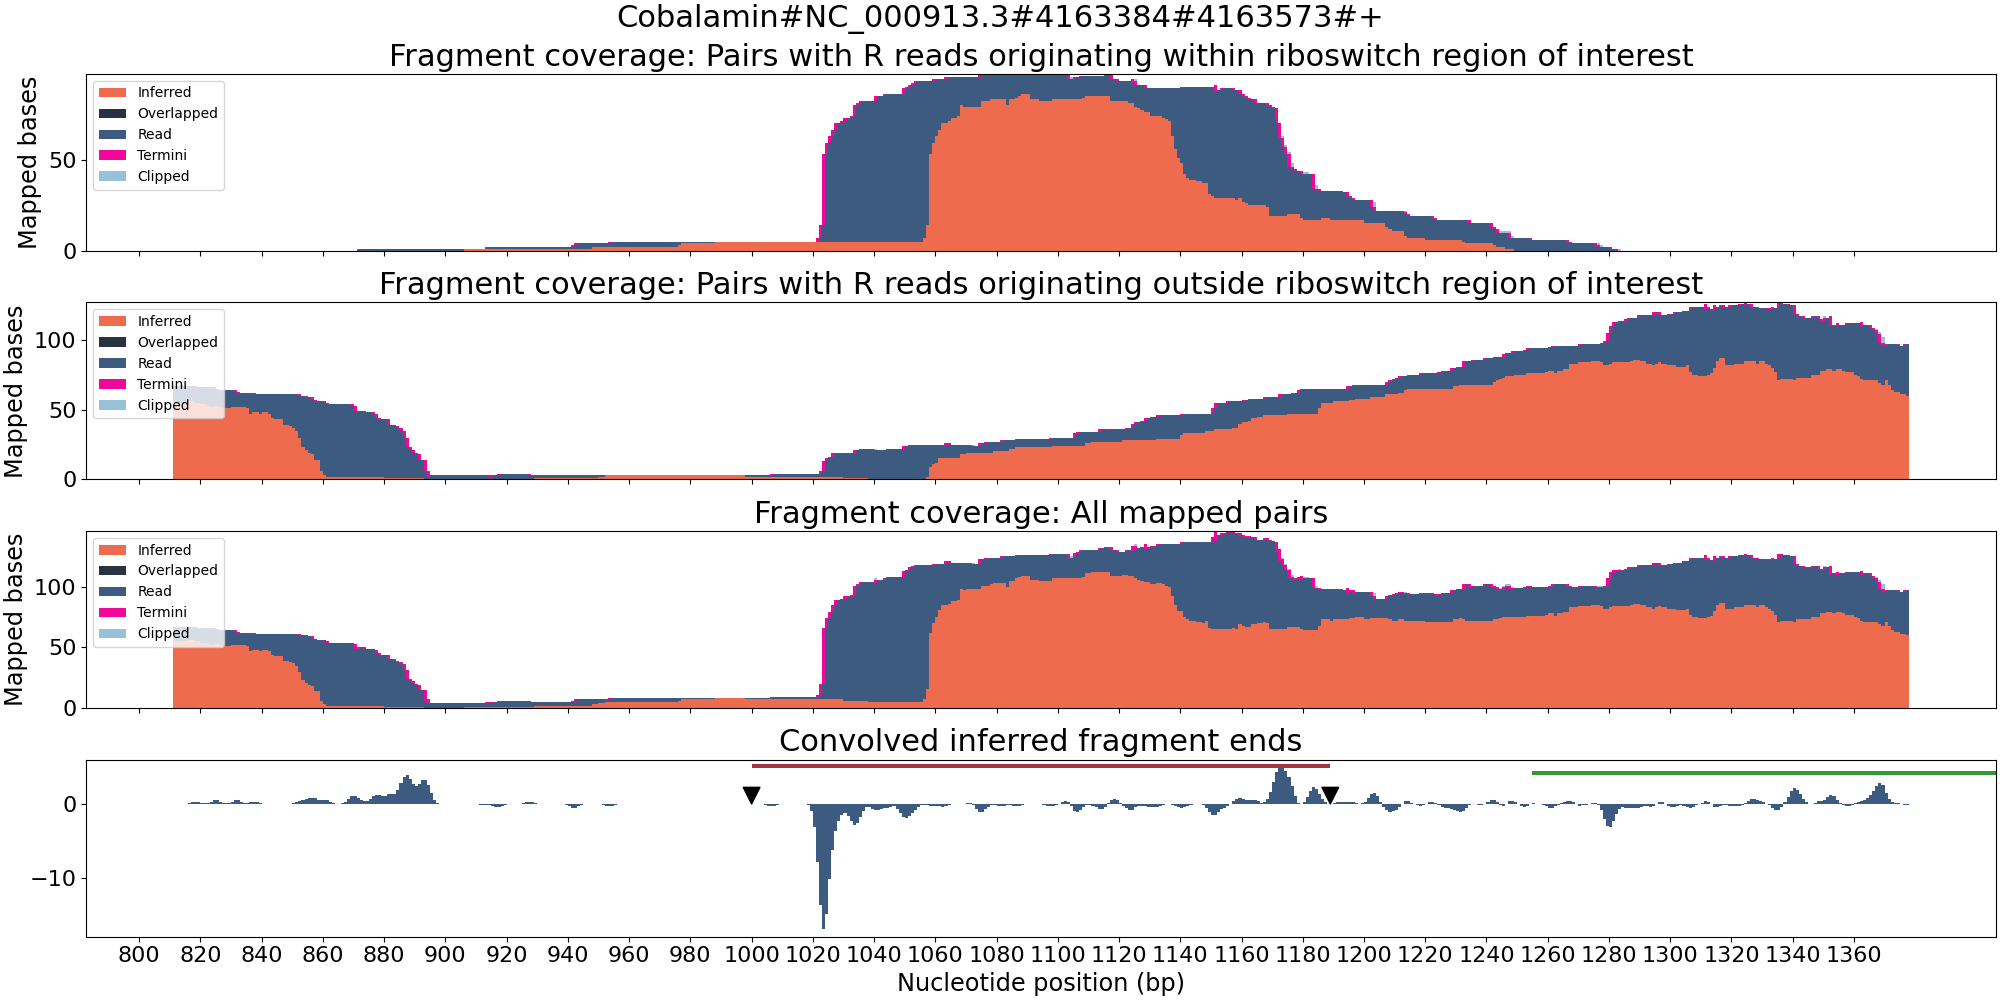 Cobalamin#NC_000913.3#4163384#4163573#+
Fragment coverage: Pairs with R reads originating within riboswitch region of interest
Mapped bases
50
0
Inferred
Overlapped
Read
Termini
Clipped
Fragment coverage: Pairs with R reads originating outside riboswitch region of interest
Mapped bases
100
50
0
Inferred
Overlapped
Read
Termini
Clipped
Fragment coverage: All mapped pairs
Mapped bases
100
50
0
Inferred
Overlapped
Read
Termini
Clipped
Convolved inferred fragment ends
0
−10
800 820 840 860 880 900 920 940 960 980 1000 1020 1040 1060 1080 1100 1120 1140 1160 1180 1200 1220 1240 1260 1280 1300 1320 1340 1360
Nucleotide position (bp)